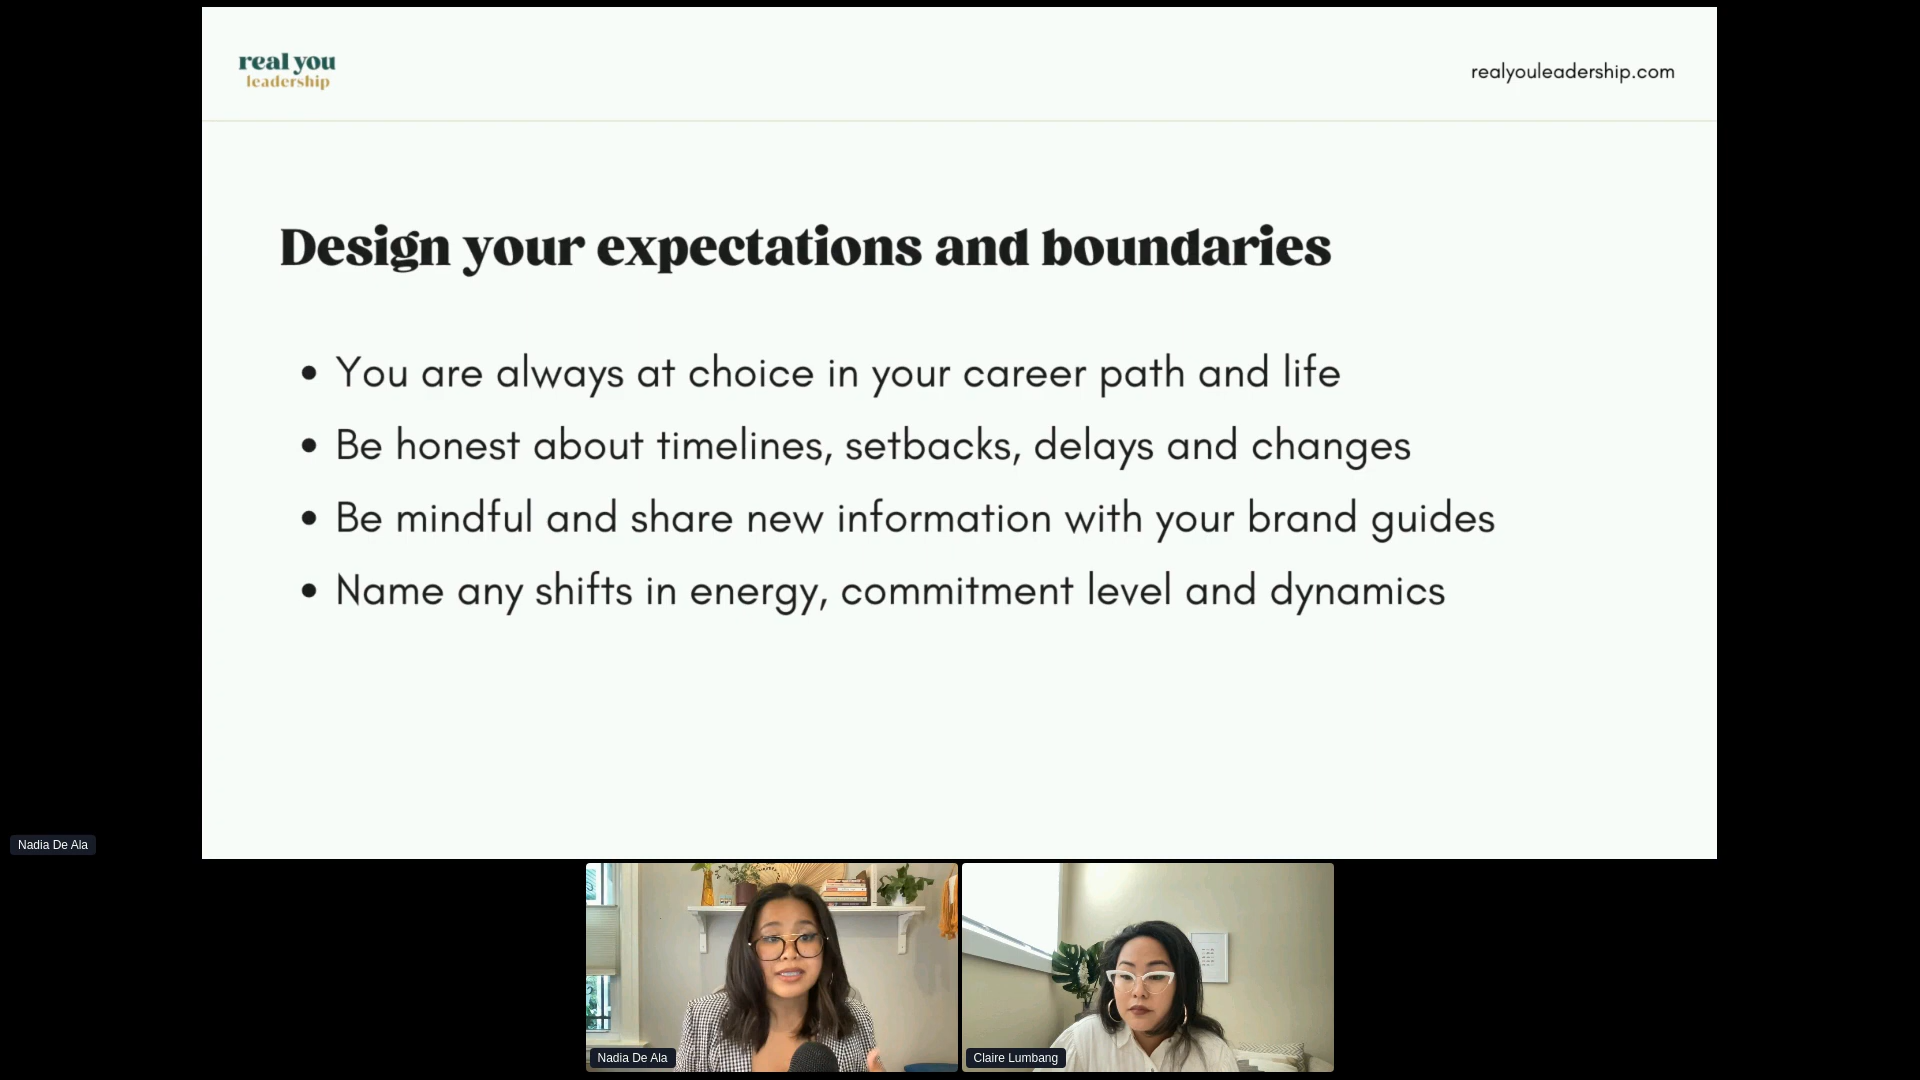 real you
leadership
realyouleadership.com
Design your expectations and boundaries
• You are always at choice in your career path and life
• Be honest about timelines, setbacks, delays and changes
• Be mindful and share new information with your brand guides
• Name any shifts in energy, commitment level and dynamics
Nadia De Ala
Nadia De Ala
Claire Lumbang